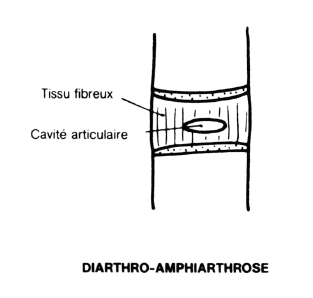 Tissu fibreux
Cavité articulaire
DIARTHRO-AMPHIARTHROSE